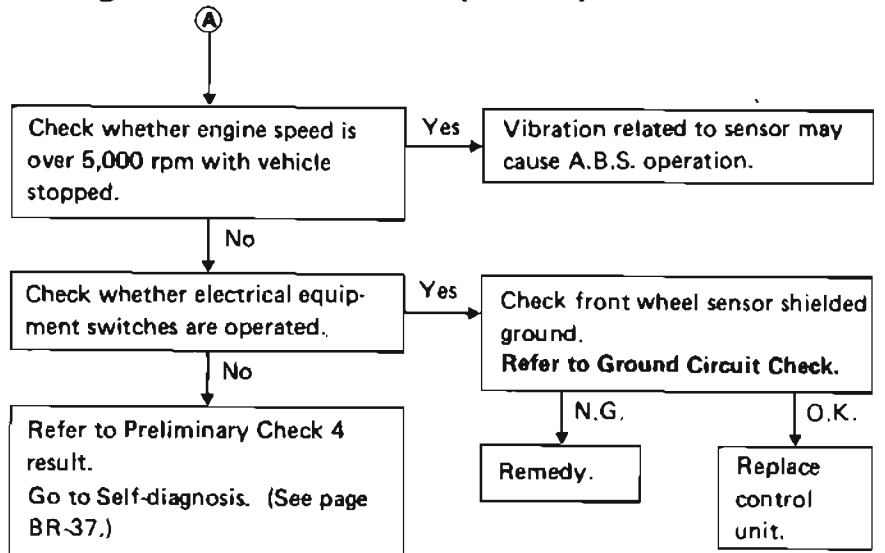 A
Check whether engine speed is
over 5,000 rpm with vehicle
stopped.
Yes
Vibration related to sensor may
cause A.B.S. operation.
No
Check whether electrical equip-
ment switches are operated.
Yes
Check front wheel sensor shielded
ground.
Refer to Ground Circuit Check.
No
N.G.
O.K.
Refer to Preliminary Check 4
result.
Go to Self-diagnosis. (See page
BR-37.)
Remedy.
Replace
control
unit.